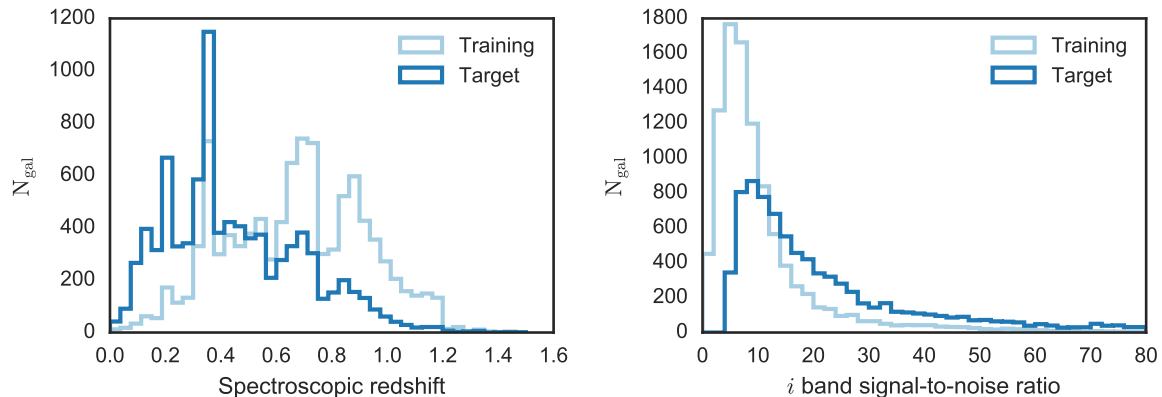 1200
1000
800
600
400
200
0
N_gal
Training
Target
0.0 0.2 0.4 0.6 0.8 1.0 1.2 1.4 1.6
Spectroscopic redshift
1800
1600
1400
1200
1000
800
600
400
200
0
N_gal
Training
Target
0 10 20 30 40 50 60 70 80
i band signal-to-noise ratio